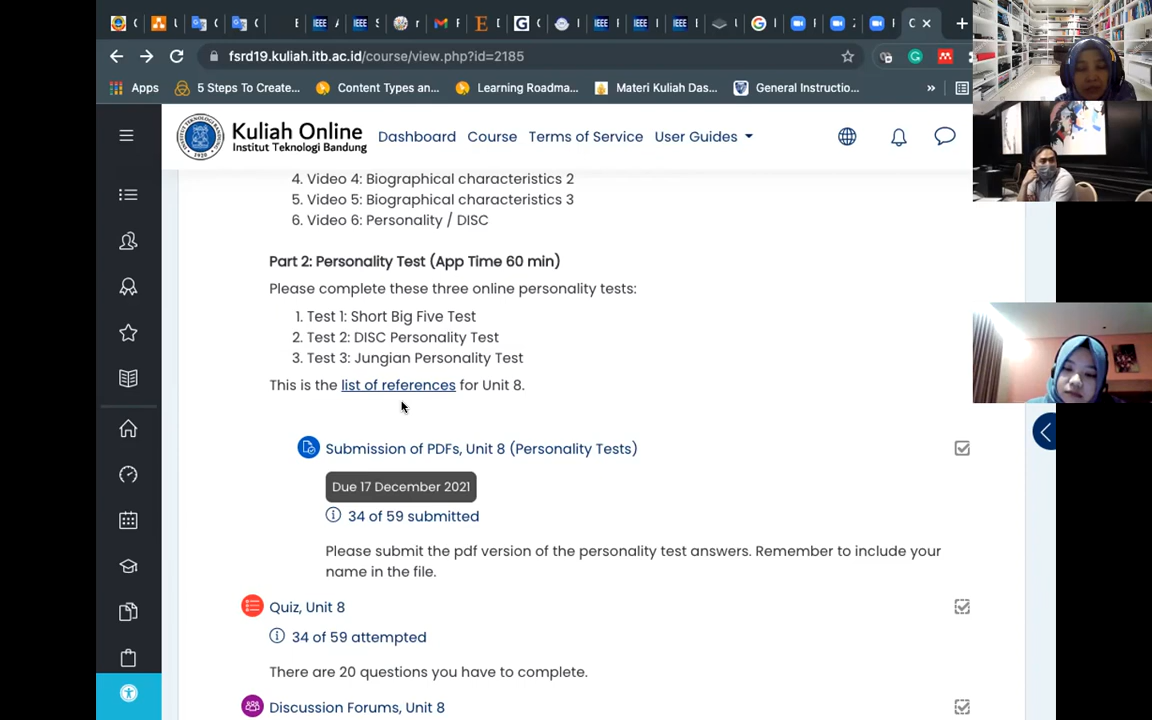 fsrd19.kuliah.itb.ac.id/course/view.php?id=2185
Apps
5 Steps To Create...
Content Types an...
Learning Roadma...
Materi Kuliah Das...
General Instructio...
»
Kuliah Online
Institut Teknologi Bandung
Dashboard
Course
Terms of Service
User Guides
4. Video 4: Biographical characteristics 2
5. Video 5: Biographical characteristics 3
6. Video 6: Personality / DISC
Part 2: Personality Test (App Time 60 min)
Please complete these three online personality tests:
1. Test 1: Short Big Five Test
2. Test 2: DISC Personality Test
3. Test 3: Jungian Personality Test
This is the list of references for Unit 8.
Submission of PDFs, Unit 8 (Personality Tests)
Due 17 December 2021
34 of 59 submitted
Please submit the pdf version of the personality test answers. Remember to include your
name in the file.
Quiz, Unit 8
34 of 59 attempted
There are 20 questions you have to complete.
Discussion Forums, Unit 8